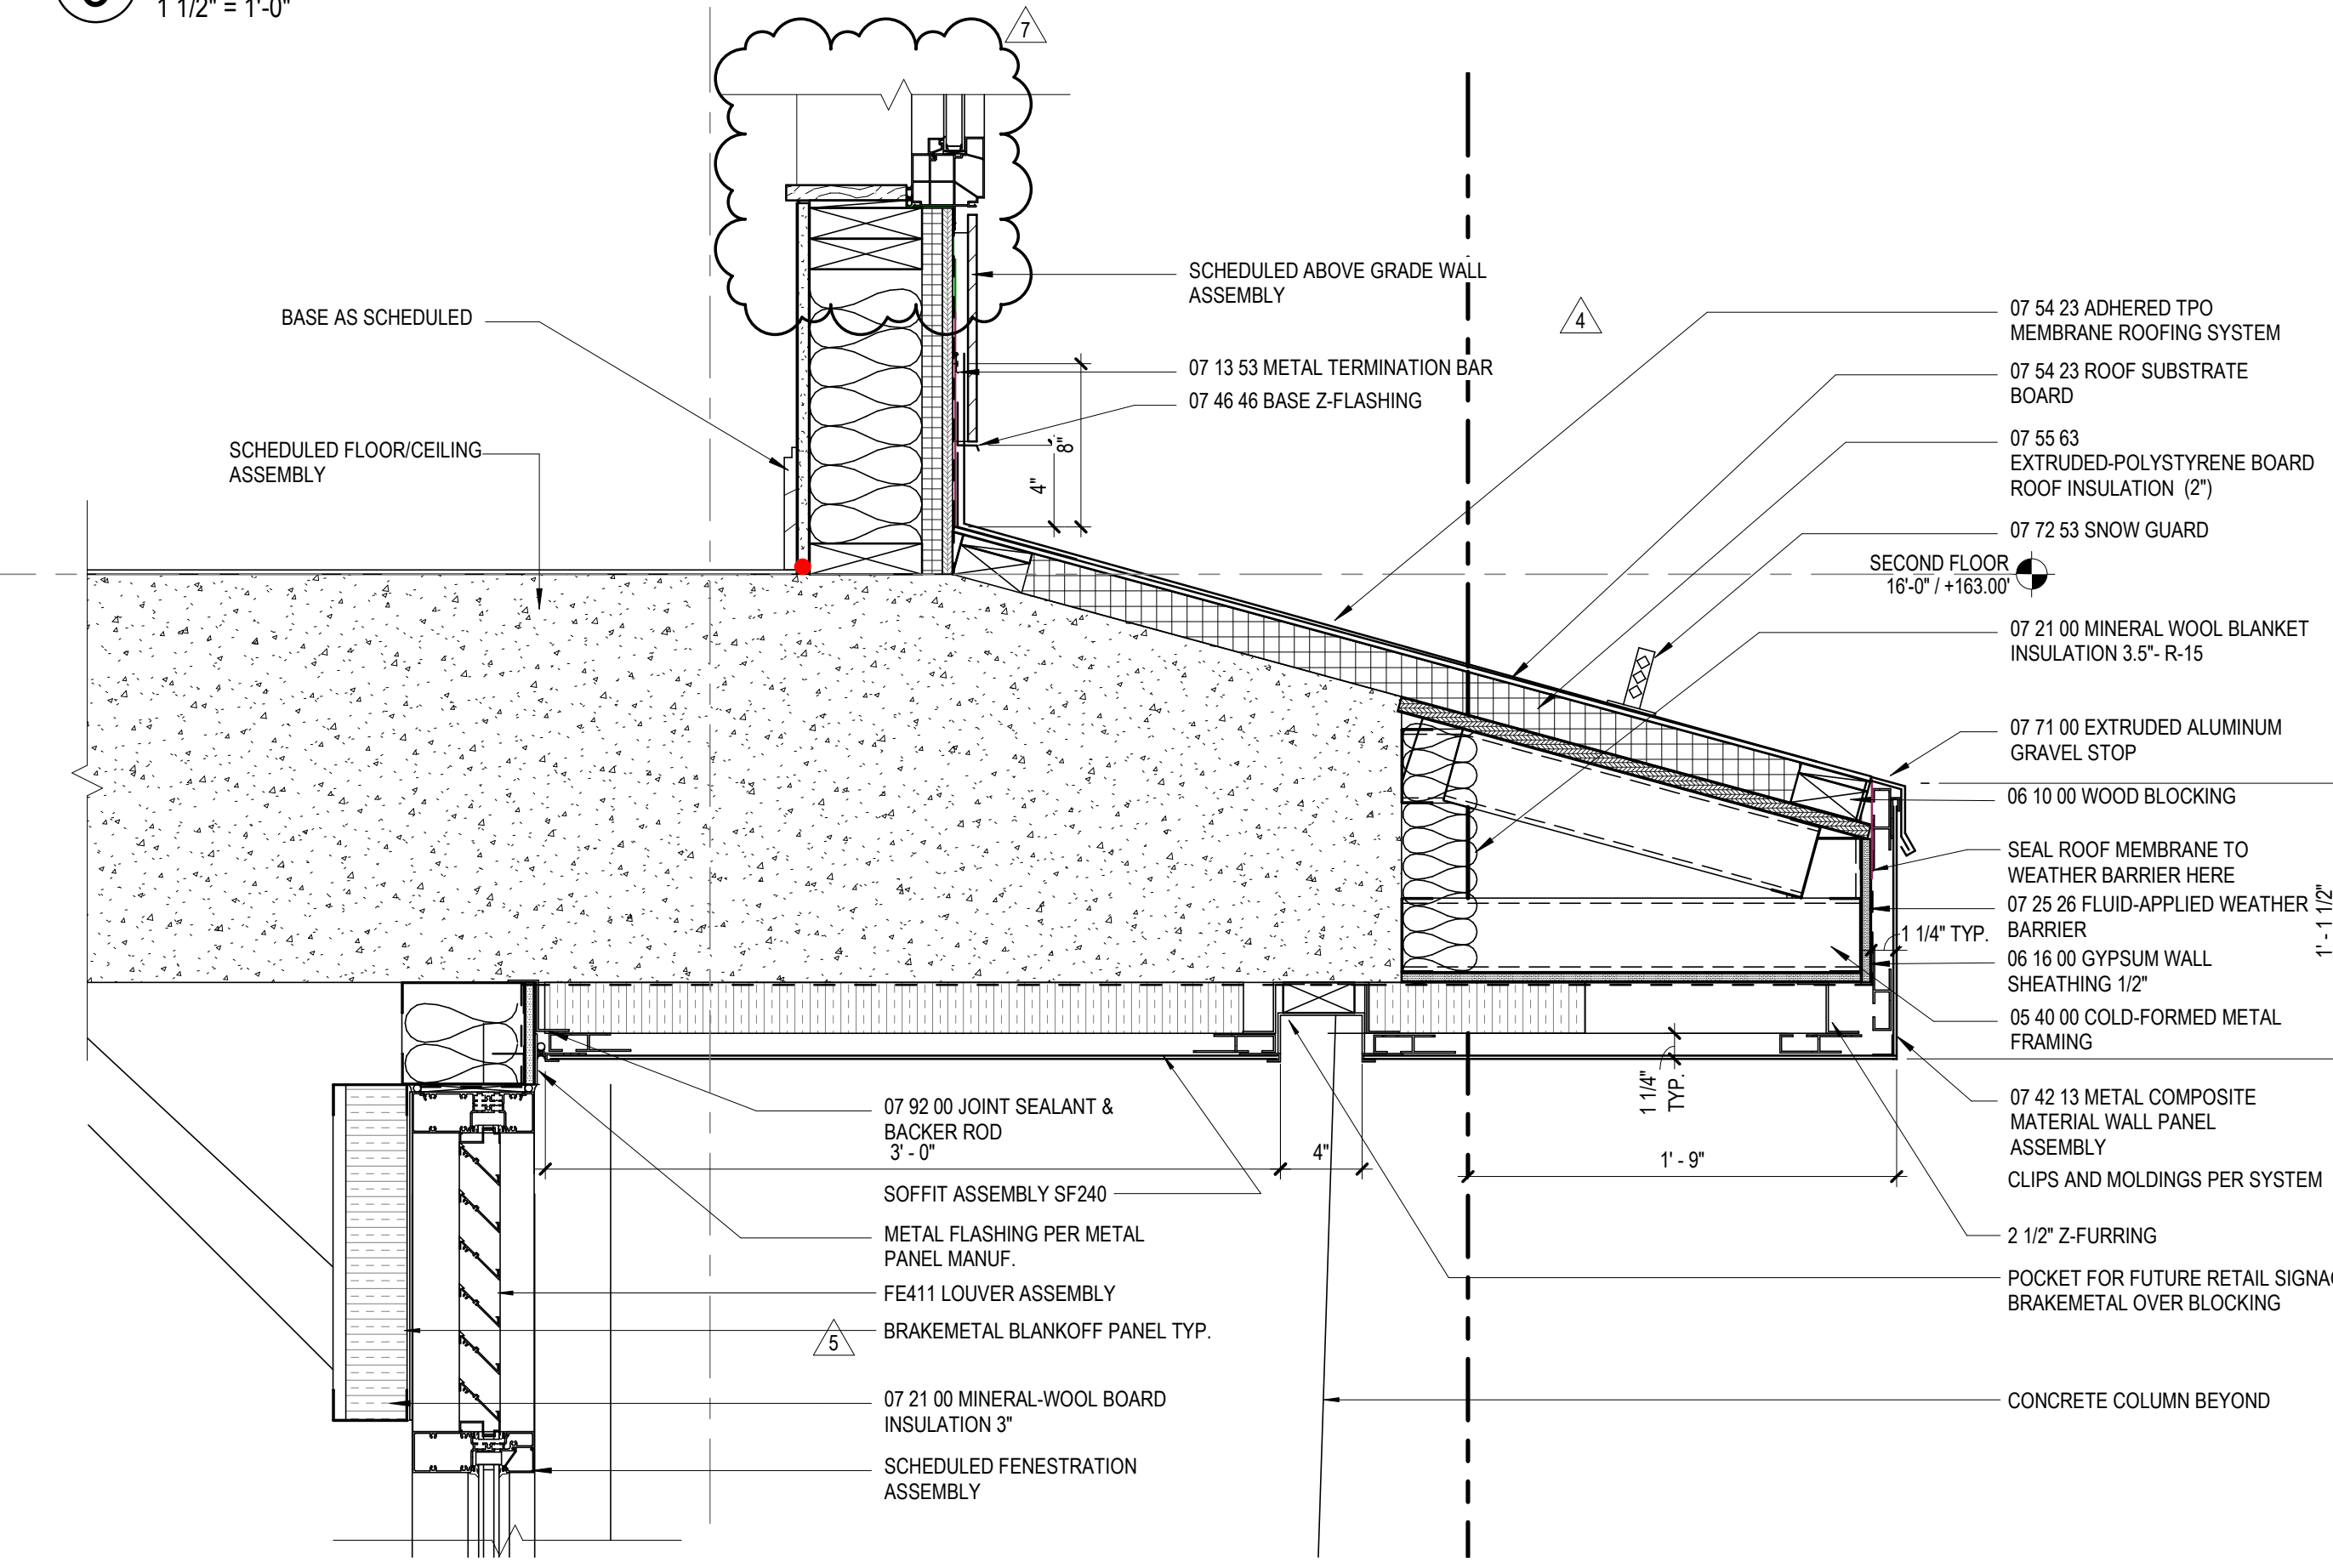 1 1/2" = 1'-0"
7
SCHEDULED ABOVE GRADE WALL
ASSEMBLY
BASE AS SCHEDULED
4
07 54 23 ADHERED TPO
MEMBRANE ROOFING SYSTEM
07 13 53 METAL TERMINATION BAR
07 54 23 ROOF SUBSTRATE
BOARD
07 46 46 BASE Z-FLASHING
SCHEDULED FLOOR/CEILING
ASSEMBLY
8"
4"
07 55 63
EXTRUDED-POLYSTYRENE BOARD
ROOF INSULATION (2")
07 72 53 SNOW GUARD
SECOND FLOOR
16'-0" / +163.00'
07 21 00 MINERAL WOOL BLANKET
INSULATION 3.5"- R-15
07 71 00 EXTRUDED ALUMINUM
GRAVEL STOP
06 10 00 WOOD BLOCKING
SEAL ROOF MEMBRANE TO
WEATHER BARRIER HERE
07 25 26 FLUID-APPLIED WEATHER
BARRIER
1 1/4" TYP.
1' - 1 1/2"
06 16 00 GYPSUM WALL
SHEATHING 1/2"
05 40 00 COLD-FORMED METAL
FRAMING
1 1/4"
TYP.
07 42 13 METAL COMPOSITE
MATERIAL WALL PANEL
ASSEMBLY
CLIPS AND MOLDINGS PER SYSTEM
07 92 00 JOINT SEALANT &
BACKER ROD
3' - 0"
4"
1' - 9"
SOFFIT ASSEMBLY SF240
METAL FLASHING PER METAL
PANEL MANUF.
2 1/2" Z-FURRING
FE411 LOUVER ASSEMBLY
POCKET FOR FUTURE RETAIL
BRAKEMETAL OVER BLOCKING
5
BRAKEMETAL BLANKOFF PANEL TYP.
07 21 00 MINERAL-WOOL BOARD
INSULATION 3"
CONCRETE COLUMN BEYOND
SCHEDULED FENESTRATION
ASSEMBLY